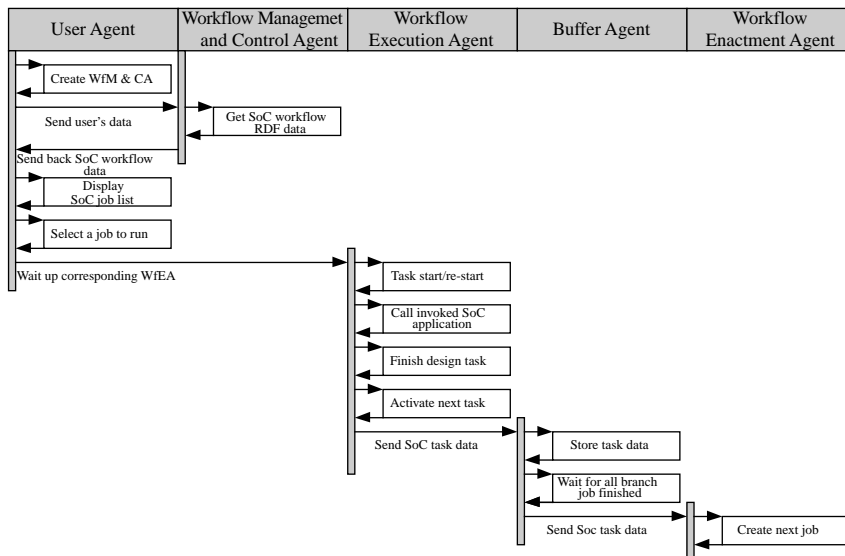 User Agent
Workflow Managemet
and Control Agent
Workflow
Execution Agent
Buffer Agent
Workflow
Enactment Agent
Create WfM & CA
Send user's data
Get SoC workflow
RDF data
Send back SoC workflow
data
Display
SoC job list
Select a job to run
Wait up corresponding WfEA
Task start/re-start
Call invoked SoC
application
Finish design task
Activate next task
Send SoC task data
Store task data
Wait for all branch
job finished
Send Soc task data
Create next job